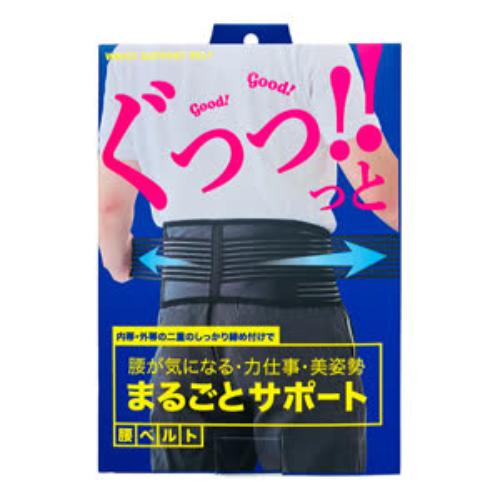 WAIST SUPPORT BELT
Good!
Good!
ぐっっ!!っと
内帯・外帯の二重のしっかり締め付けで
腰が気になる・力仕事・美姿勢
まるごとサポート
腰ベルト